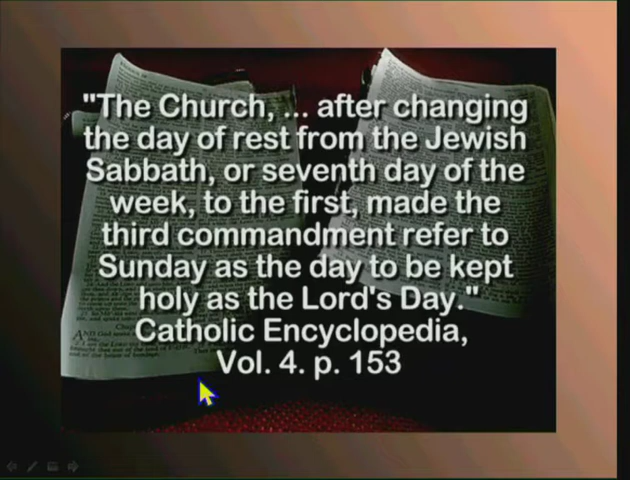 "The Church, ... after changing
the day of rest from the Jewish
Sabbath, or seventh day of the
week, to the first, made the
third commandment refer to
Sunday as the day to be kept
holy as the Lord's Day."
Catholic Encyclopedia,
Vol. 4. p. 153